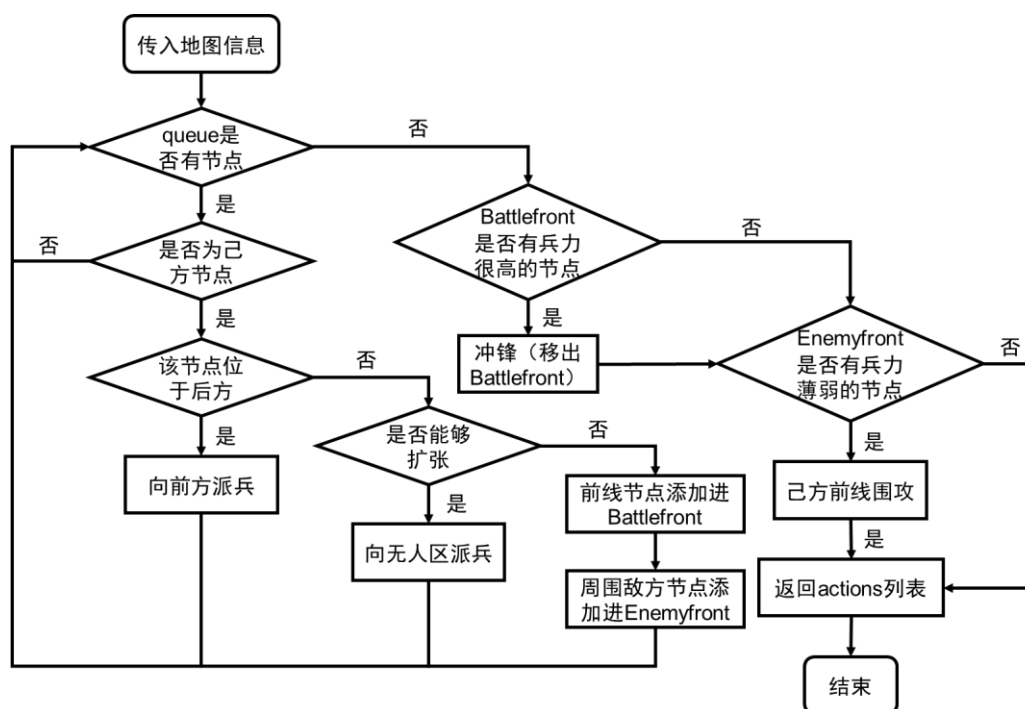 传入地图信息
queue是
否有节点
否
是
Battlefront
是否有兵力
很高的节点
否
否
是否为己
方节点
是
是
冲锋（移出
Battlefront）
Enemyfront
是否有兵力
薄弱的节点
否
该节点位
于后方
否
是
是否能够
扩张
否
是
向前方派兵
是
前线节点添加进
Battlefront
己方前线围攻
向无人区派兵
是
周围敌方节点添
加进Enemyfront
返回actions列表
结束